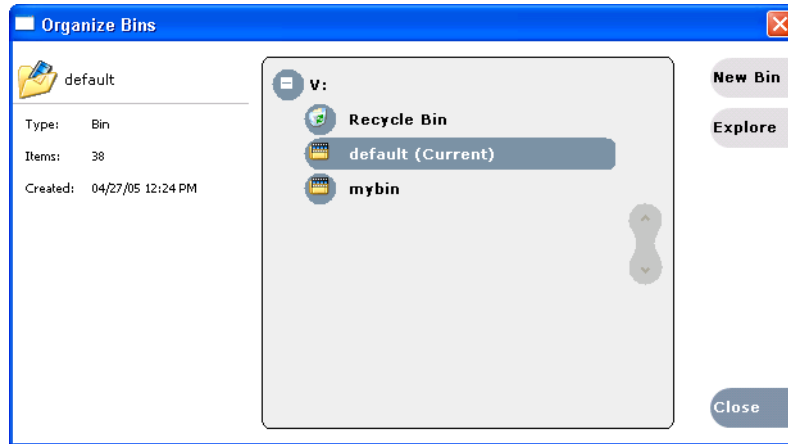 Organize Bins
default
Type: Bin
Items: 38
Created: 04/27/05 12:24 PM
V:
Recycle Bin
default (Current)
mybin
New Bin
Explore
Close